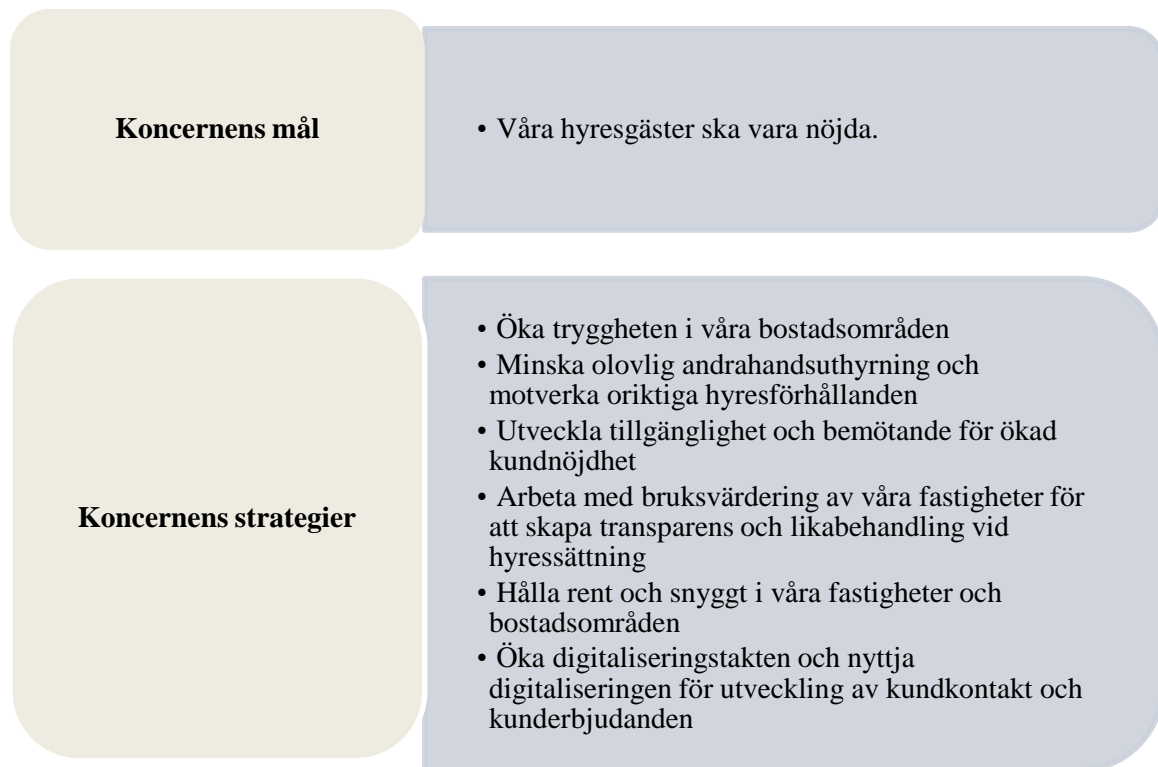 Koncernens mål
• Våra hyresgäster ska vara nöjda.
Koncernens strategier
• Öka tryggheten i våra bostadsområden
• Minska olovlig andrahandsuthyrning och
motverka oriktiga hyresförhållanden
• Utveckla tillgänglighet och bemötande för ökad
kundnöjdhet
• Arbeta med bruksvärdering av våra fastigheter för
att skapa transparens och likabehandling vid
hyressättning
• Hålla rent och snyggt i våra fastigheter och
bostadsområden
• Öka digitaliseringstakten och nyttja
digitaliseringen för utveckling av kundkontakt och
kunderbjudanden